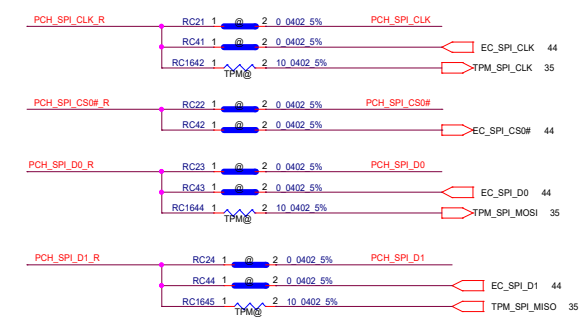 PCH_SPI_CLK_R RC21 1 @ 2 0_0402_5% PCH_SPI_CLK
RC41 1 @ 2 0_0402_5% EC_SPI_CLK 44
RC1642 1 TPM@ 2 10_0402_5% TPM_SPI_CLK 35
PCH_SPI_CS0#_R RC22 1 @ 2 0_0402_5% PCH_SPI_CS0#
RC42 1 @ 2 0_0402_5% EC_SPI_CS0# 44
PCH_SPI_D0_R RC23 1 @ 2 0_0402_5% PCH_SPI_D0
RC43 1 @ 2 0_0402_5% EC_SPI_D0 44
RC1644 1 TPM@ 2 10_0402_5% TPM_SPI_MOSI 35
PCH_SPI_D1_R RC24 1 @ 2 0_0402_5% PCH_SPI_D1
RC44 1 @ 2 0_0402_5% EC_SPI_D1 44
RC1645 1 TPM@ 2 10_0402_5% TPM_SPI_MISO 35